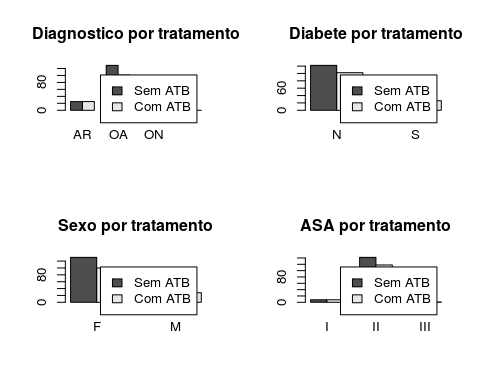 Diagnostico por tratamento
80
0
Sem ATB
Com ATB
AR OA ON
Diabete por tratamento
60
0
Sem ATB
Com ATB
N S
Sexo por tratamento
80
0
Sem ATB
Com ATB
F M
ASA por tratamento
80
0
Sem ATB
Com ATB
I II III